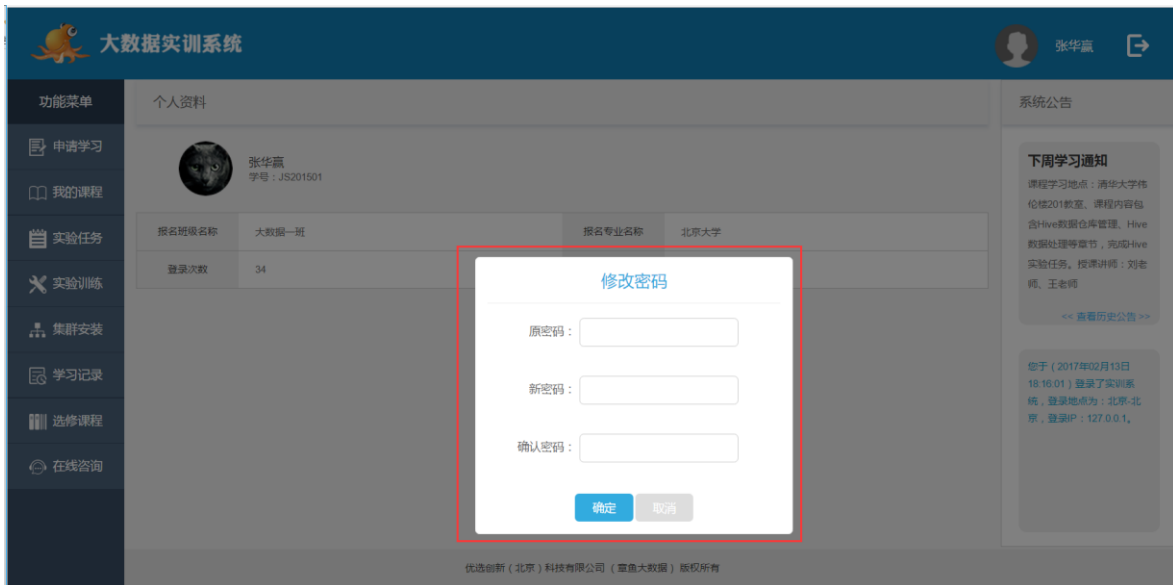 大数据实训系统
张华赢
功能菜单
申请学习
我的课程
实验任务
实验训练
集群安装
学习记录
选修课程
在线咨询
个人资料
张华赢
学号：JS201501
报名班级名称
大数据一班
报名专业名称
北京大学
登录次数
34
修改密码
原密码：
新密码：
确认密码：
确定
取消
系统公告
下周学习通知
课程学习地点：清华大学伟
伦楼201教室。课程内容包
含Hive数据仓库管理、Hive
数据处理等章节，完成Hive
实验任务。授课讲师：刘老
师、王老师
<< 查看历史公告 >>
您于（2017年02月13日
18:16:01）登录了实训系
统，登录地点为：北京-北
京，登录IP：127.0.0.1。
优选创新（北京）科技有限公司（章鱼大数据）版权所有